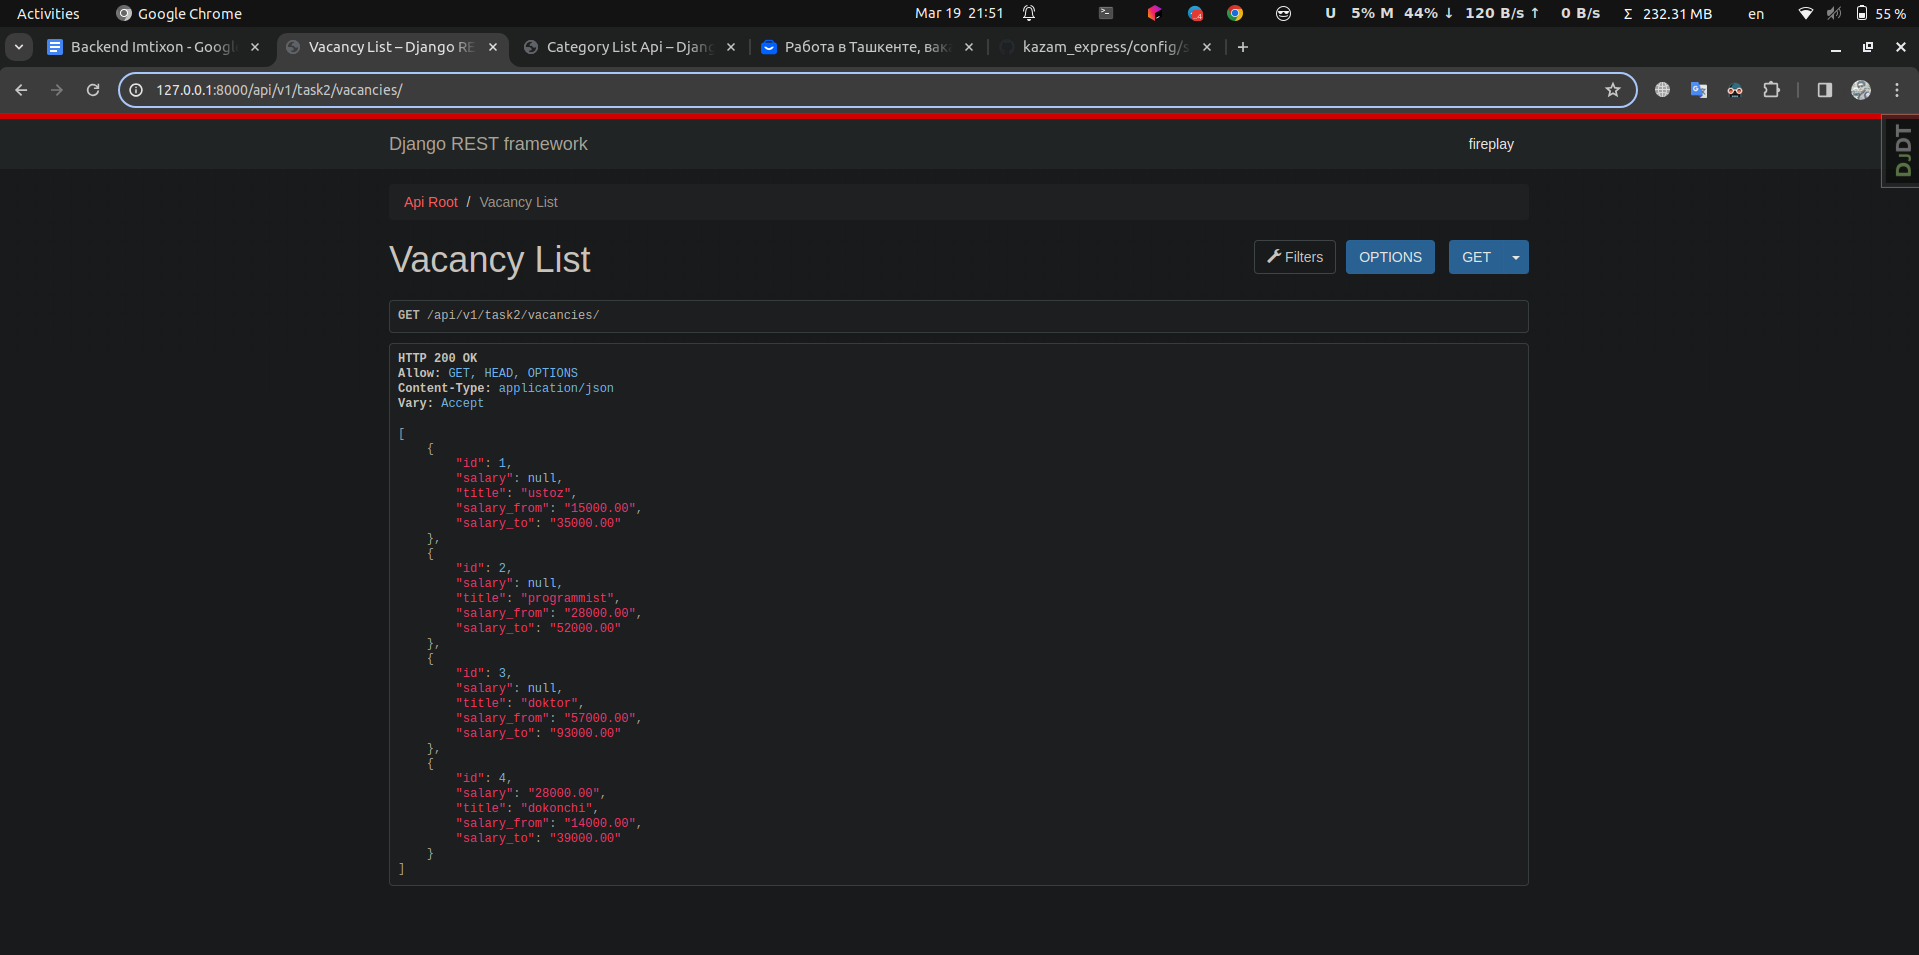 Activities Google Chrome Mar 19 21:51 U 5% M 44% ↓ 120 B/s ↑ 0 B/s Σ 232.31 MB en 55 %
Backend Imtixon - Googl Vacancy List – Django RE Category List Api – Djang Работа в Ташкенте, вака kazam_express/config/s
127.0.0.1:8000/api/v1/task2/vacancies/
Django REST framework fireplay
DjDT
Api Root / Vacancy List
Vacancy List Filters OPTIONS GET
GET /api/v1/task2/vacancies/
HTTP 200 OK
Allow: GET, HEAD, OPTIONS
Content-Type: application/json
Vary: Accept
[
{
"id": 1,
"salary": null,
"title": "ustoz",
"salary_from": "15000.00",
"salary_to": "35000.00"
},
{
"id": 2,
"salary": null,
"title": "programmist",
"salary_from": "28000.00",
"salary_to": "52000.00"
},
{
"id": 3,
"salary": null,
"title": "doktor",
"salary_from": "57000.00",
"salary_to": "93000.00"
},
{
"id": 4,
"salary": "28000.00",
"title": "dokonchi",
"salary_from": "14000.00",
"salary_to": "39000.00"
}
]